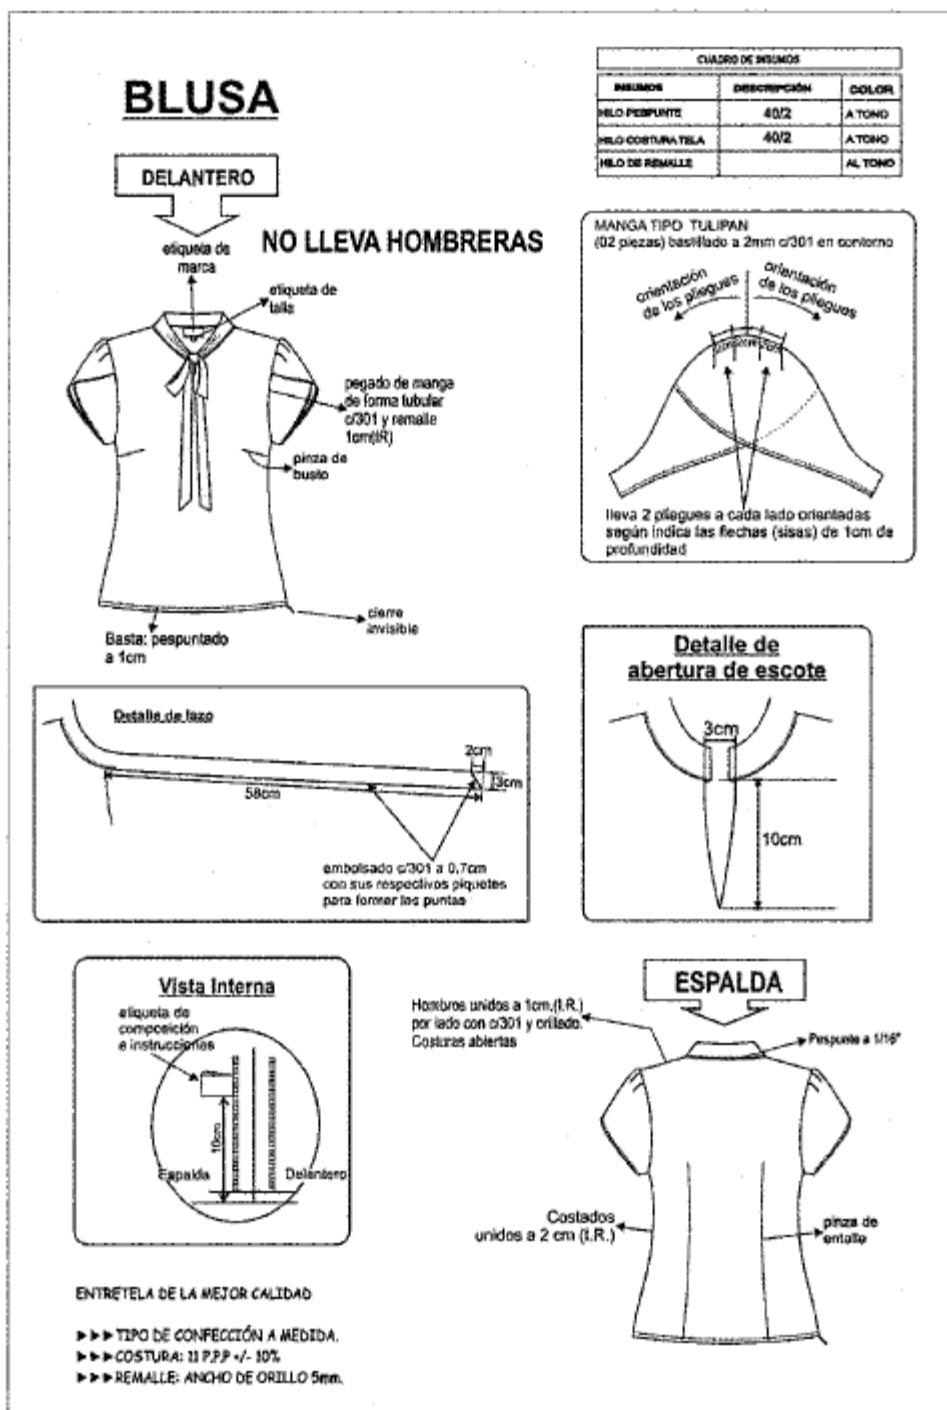 BLUSA
CUADRO DE INSUMOS
INSUMOS DESCRIPCIÓN COLOR
HILO PESPUNTE 40/2 A TONO
HILO COSTURA TELA 40/2 A TONO
HILO DE REMALLE AL TONO
DELANTERO
NO LLEVA HOMBRERAS
etiqueta de
marca
etiqueta de
talla
pegado de manga
de forma tubular
c/301 y remalle
1cm(I.R)
pinza de
busto
cierre
invisible
Basta: pespuntado
a 1cm
MANGA TIPO TULIPAN
(02 piezas) bastillado a 2mm c/301 en contorno
orientación
de los pliegues
orientación
de los pliegues
lleva 2 pliegues a cada lado orientadas
según indica las flechas (sisas) de 1cm de
profundidad
Detalle de lazo
2cm
3cm
58cm
embolsado c/301 a 0.7cm
con sus respectivos piquetes
para formar las puntas
Detalle de
abertura de escote
3cm
10cm
Vista Interna
etiqueta de
composición
e instrucciones
10cm
Espalda
Delantero
ESPALDA
Hombros unidos a 1cm.(I.R.)
por lado con c/301 y orillado.
Costuras abiertas
Pespunte a 1/16"
Costados
unidos a 2 cm (I.R.)
pinza de
entalle
ENTRETELA DE LA MEJOR CALIDAD
►►►TIPO DE CONFECCIÓN A MEDIDA.
►►►COSTURA: 11 P.P.P +/- 10%
►►►REMALLE: ANCHO DE ORILLO 5mm.